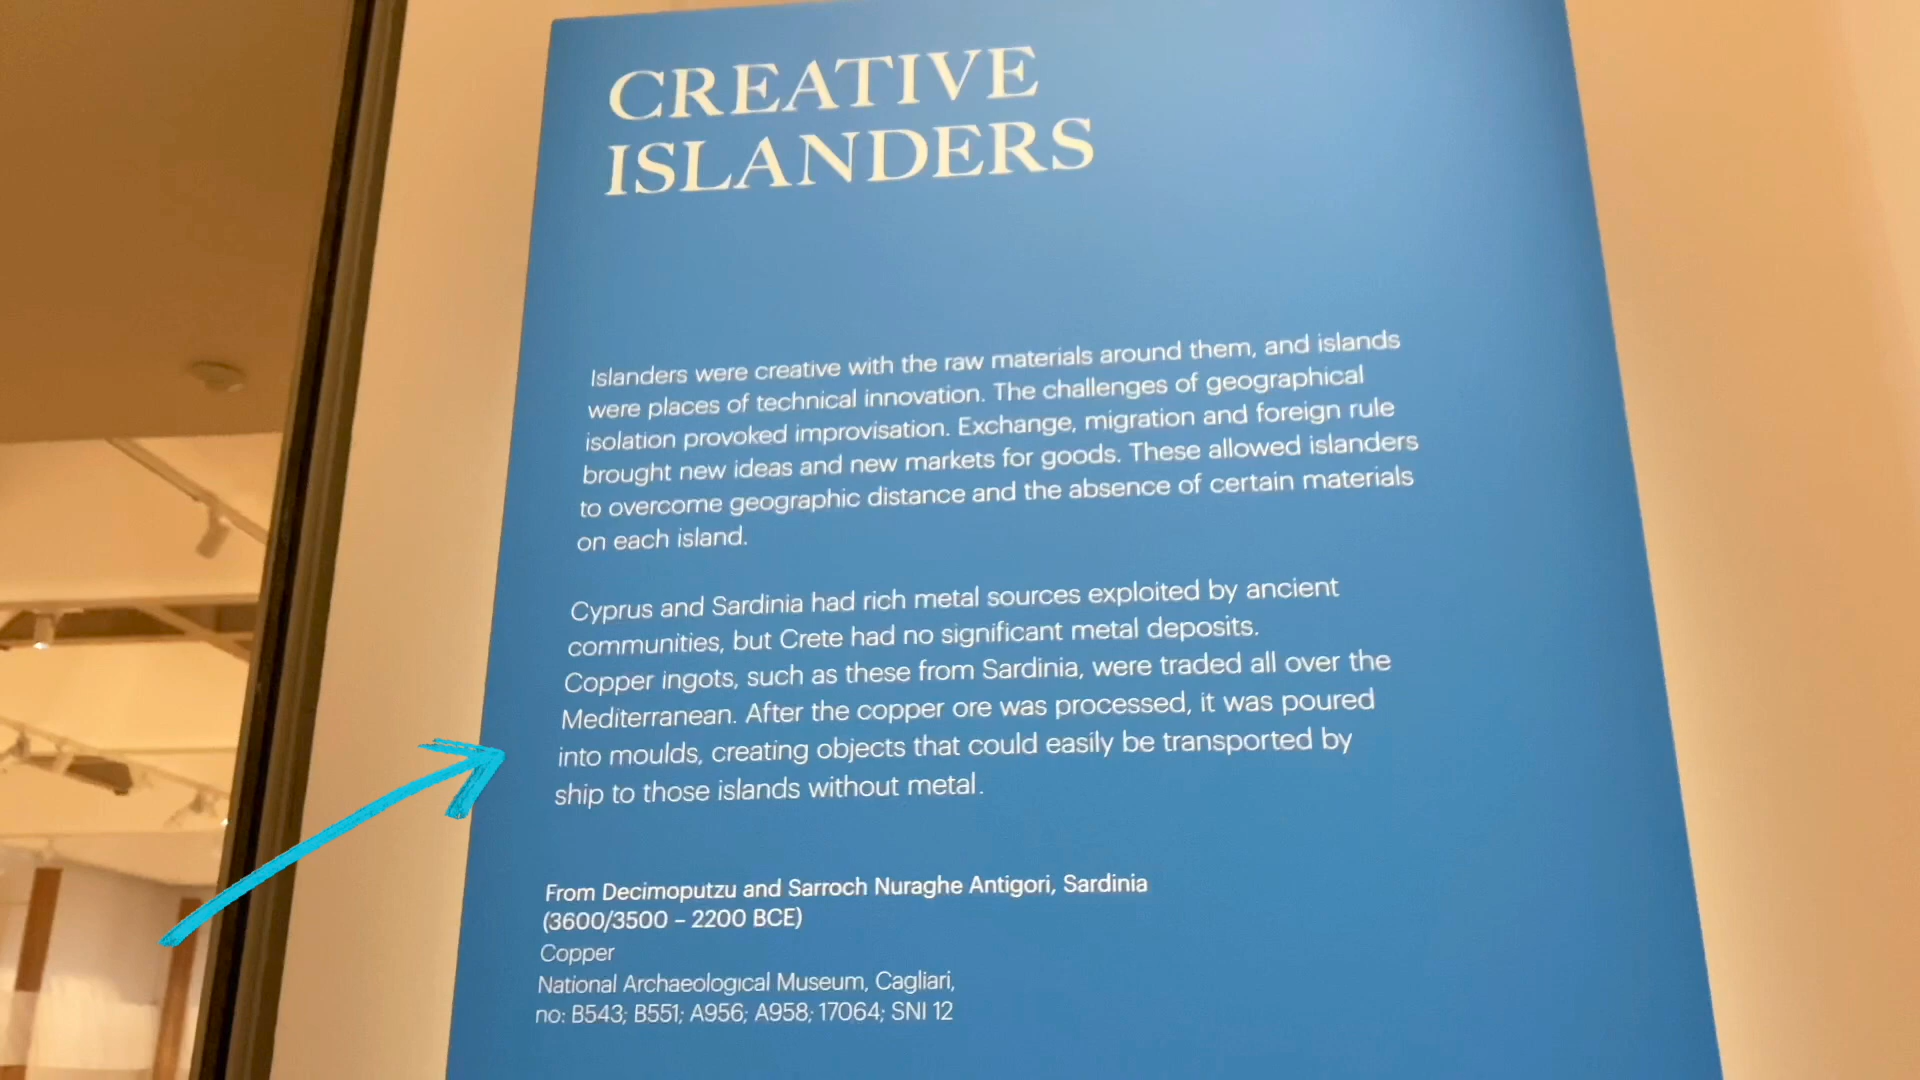 CREATIVE
ISLANDERS
Islanders were creative with the raw materials around them, and islands
were places of technical innovation. The challenges of geographical
isolation provoked improvisation. Exchange, migration and foreign rule
brought new ideas and new markets for goods. These allowed islanders
to overcome geographic distance and the absence of certain materials
on each island.
Cyprus and Sardinia had rich metal sources exploited by ancient
communities, but Crete had no significant metal deposits.
Copper ingots, such as these from Sardinia, were traded all over the
Mediterranean. After the copper ore was processed, it was poured
into moulds, creating objects that could easily be transported by
ship to those islands without metal.
From Decimoputzu and Sarroch Nuraghe Antigori, Sardinia
(3600/3500 – 2200 BCE)
Copper
National Archaeological Museum, Cagliari,
no: B543; B551; A956; A958; 17064; SNI 12